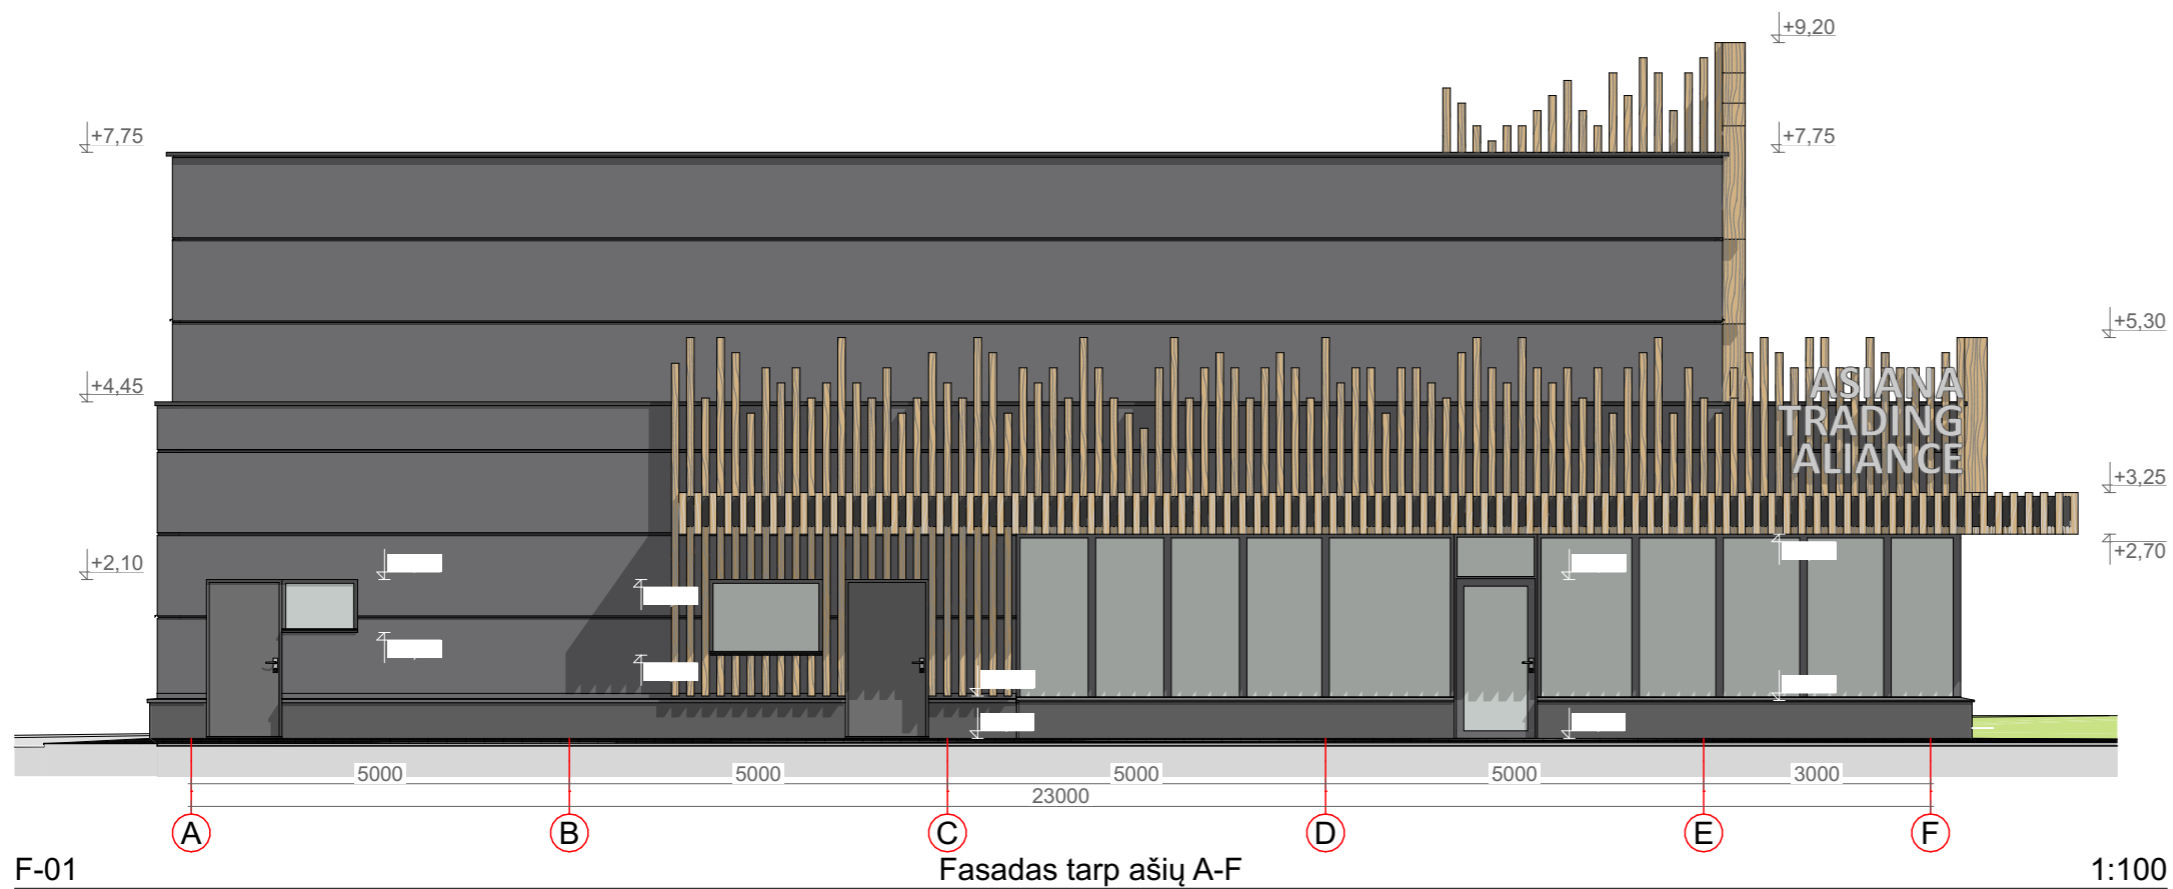 +9,20
+7,75
+7,75
+5,30
+4,45
ASIANA
TRADING
ALIANCE
+3,25
+2,10
+2,70
5000
5000
5000
5000
3000
23000
A
B
C
D
E
F
F-01
Fasadas tarp ašių A-F
1:100